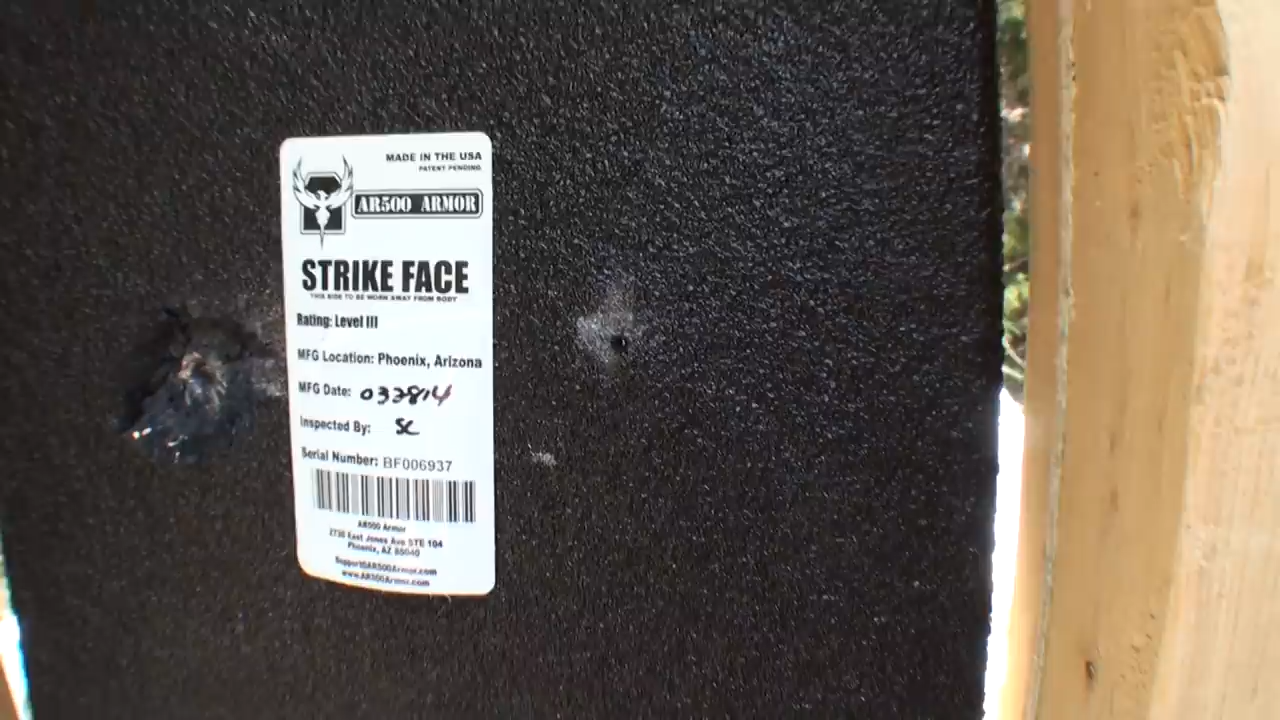 MADE IN THE USA
PATENT PENDING
AR500 ARMOR
STRIKE FACE
THIS SIDE TO BE WORN AWAY FROM BODY
Rating: Level III
MFG Location: Phoenix, Arizona
MFG Date: 032814
Inspected By: SC
Serial Number: BF006937
AR500 Armor
East Jones Ave STE 104
Phoenix, AZ 85040
Support@AR500Armor.com
www.AR500Armor.com